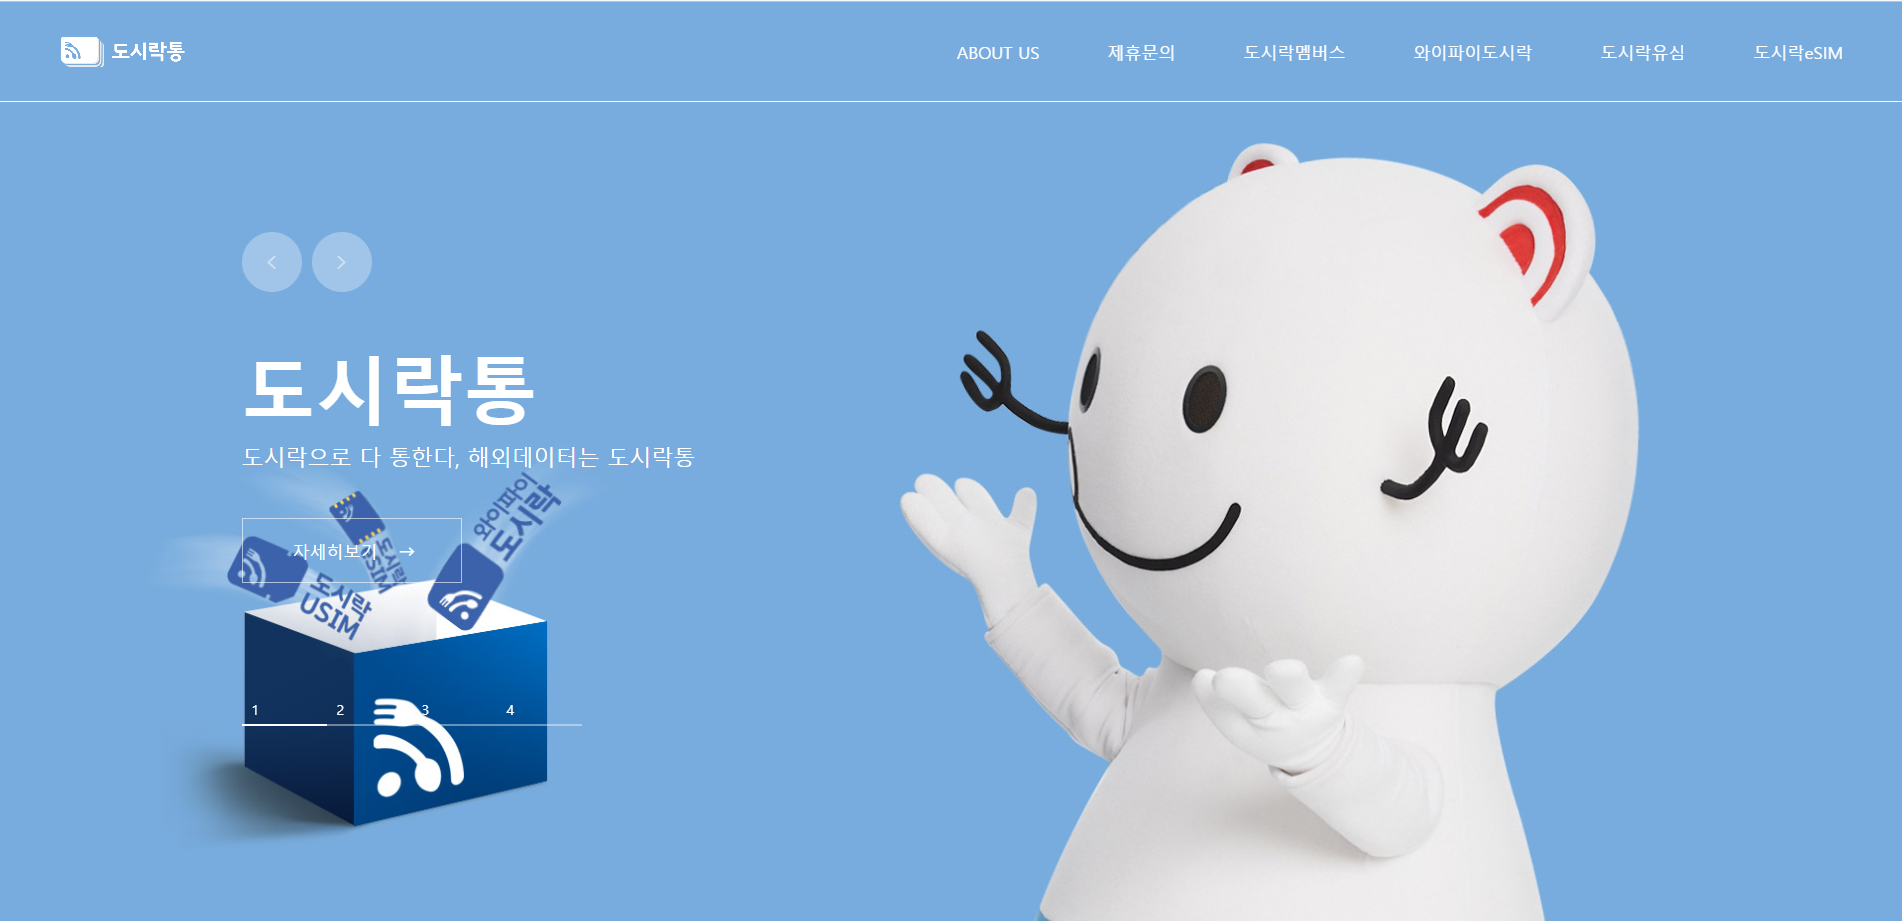 도시락통
ABOUT US 제휴문의 도시락멤버스 와이파이도시락 도시락유심 도시락eSIM
도시락통
도시락으로 다 통한다, 해외데이터는 도시락통
와이파이
도시락
자세히보기 →
도시락
USIM
도시락
USIM
1 2 3 4